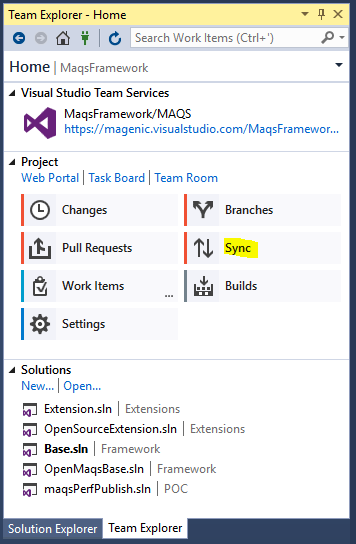 Team Explorer - Home
Search Work Items (Ctrl+')
Home | MaqsFramework
Visual Studio Team Services
MaqsFramework/MAQS
https://magenic.visualstudio.com/MaqsFramewor...
Project
Web Portal | Task Board | Team Room
Changes
Branches
Pull Requests
Sync
Work Items ...
Builds
Settings
Solutions
New... | Open...
Extension.sln | Extensions
OpenSourceExtension.sln | Extensions
Base.sln | Framework
OpenMaqsBase.sln | Framework
maqsPerfPublish.sln | POC
Solution Explorer Team Explorer